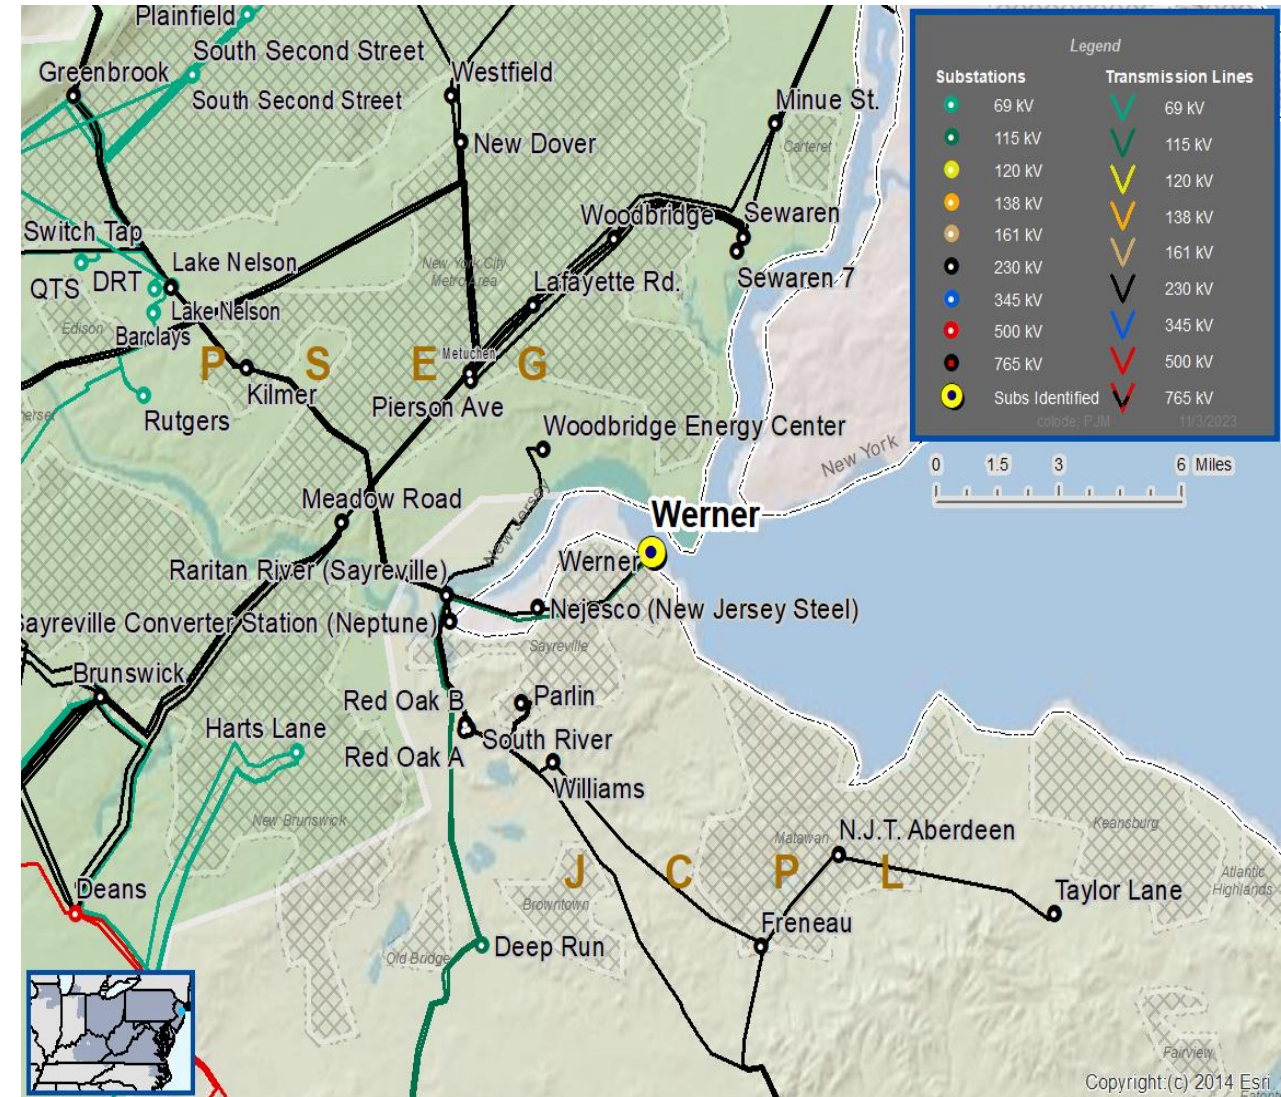 Plainfield
South Second Street
Greenbrook
South Second Street
Westfield
New Dover
Minue St.
Carteret
Legend
Substations
Transmission Lines
69 kV
69 kV
115 kV
115 kV
120 kV
120 kV
138 kV
138 kV
161 kV
161 kV
230 kV
230 kV
345 kV
345 kV
500 kV
500 kV
765 kV
765 kV
Subs Identified
colode: PJM
11/3/2023
0 1.5 3 6 Miles
Switch Tap
Woodbridge
Sewaren
Sewaren 7
QTS
DRT
Lake Nelson
Lake Nelson
New York City
Metro Area
Lafayette Rd.
Edison
Barclays
P S E G
Metuchen
Kilmer
Pierson Ave
Rutgers
Woodbridge Energy Center
New York
New Jersey
Meadow Road
Werner
Werner
Raritan River (Sayreville)
Nejesco (New Jersey Steel)
ayreville Converter Station (Neptune)
Sayreville
Brunswick
Red Oak B
Parlin
Harts Lane
South River
Red Oak A
Williams
New Brunswick
Matawan
N.J.T. Aberdeen
Keansburg
J C P L
Deans
Browntown
Atlantic
Highlands
Taylor Lane
Freneau
Old Bridge
Deep Run
Fairview
Copyright:(c) 2014 Esri